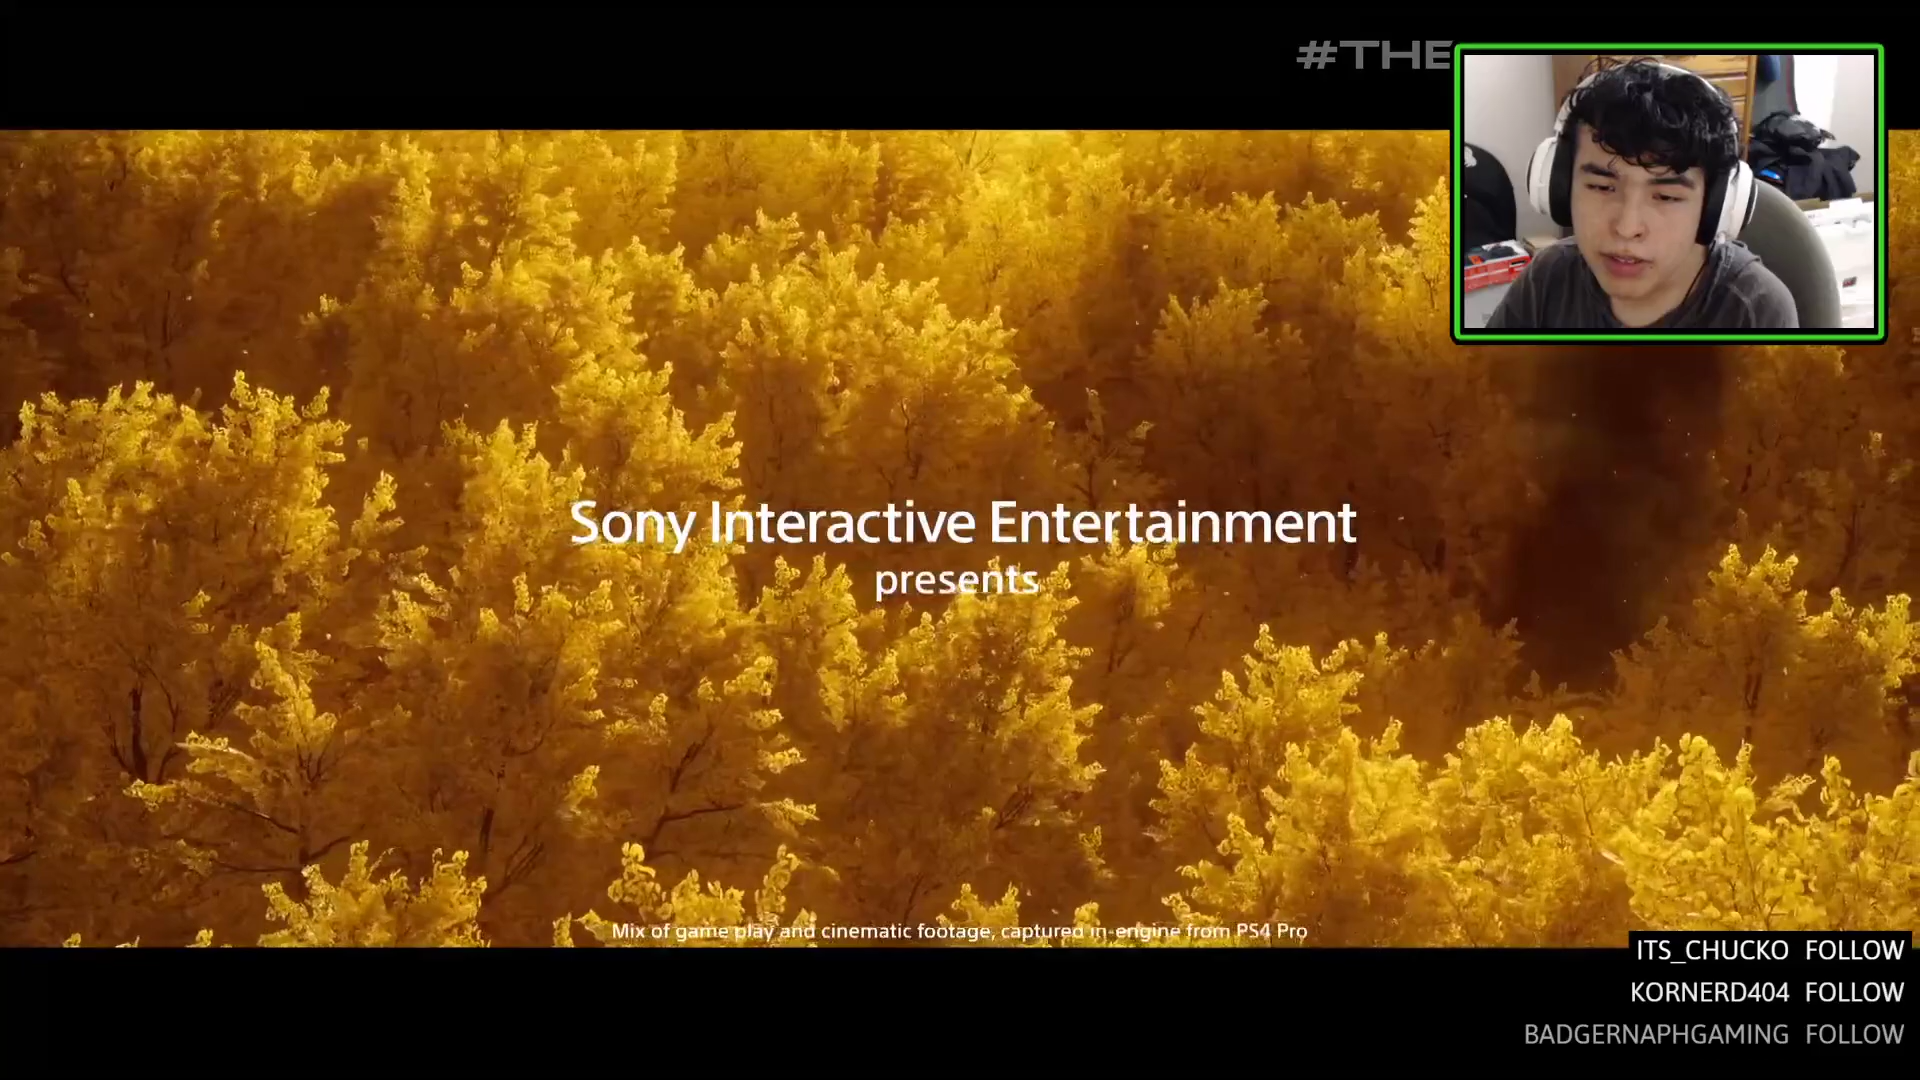 #THE
Sony Interactive Entertainment
presents
Mix of game play and cinematic footage, captured in-engine from PS4 Pro
ITS_CHUCKO FOLLOW
KORNERD404 FOLLOW
BADGERNAPHGAMING FOLLOW